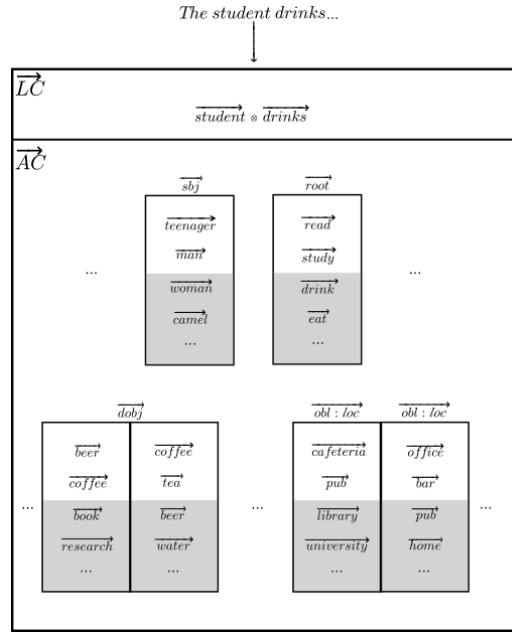 The student drinks...
LC
student ⊗ drinks
AC
sbj root
teenager read
man study
... woman drink ...
camel eat
... ...
dobj obl : loc obl : loc
beer coffee cafeteria office
coffee tea pub bar
... book beer ... library pub ...
research water university home
... ... ... ...